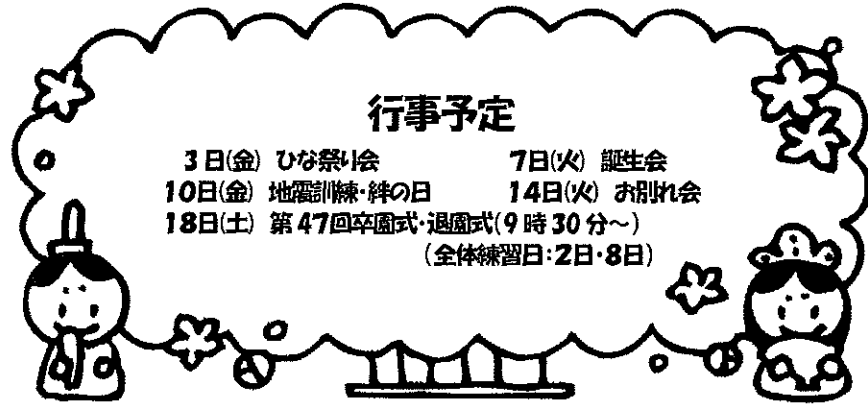 行事予定
3日(金) ひな祭り会 7日(火) 誕生会
10日(金) 地震訓練・絆の日 14日(火) お別れ会
18日(土) 第47回卒園式・退園式(9時30分~)
(全体練習日:2日・8日)